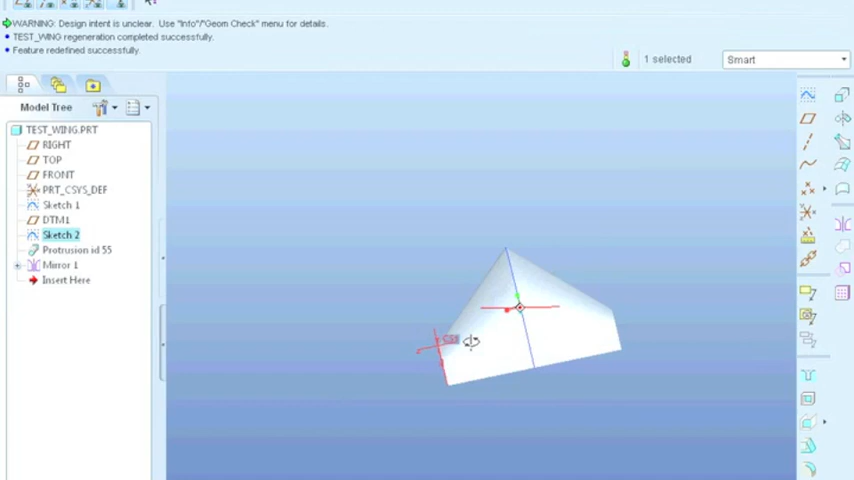 WARNING: Design intent is unclear. Use "Info"/"Geom Check" menu for details.
TEST_WING regeneration completed successfully.
Feature redefined successfully.
1 selected
Smart
Model Tree
TEST_WING.PRT
RIGHT
TOP
FRONT
PRT_CSYS_DEF
Sketch 1
DTM1
Sketch 2
Protrusion id 55
Mirror 1
Insert Here